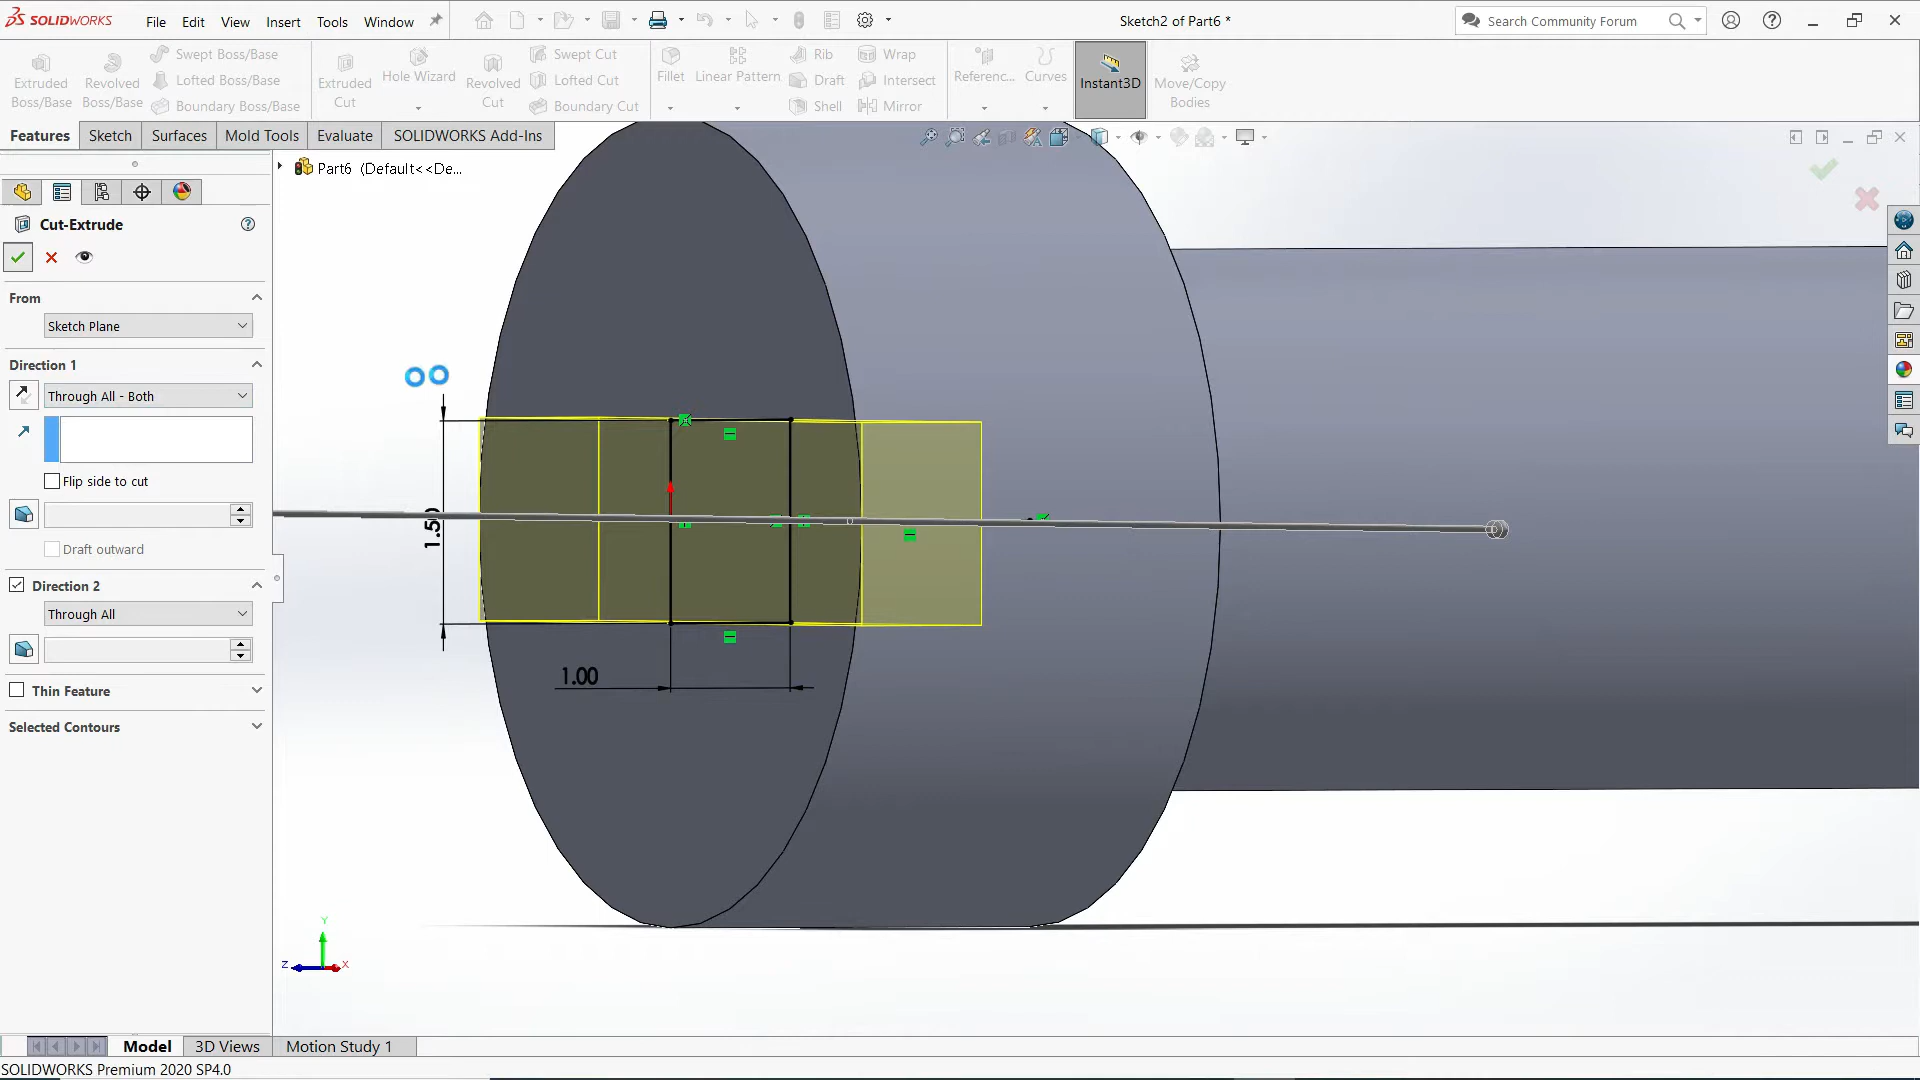 SOLIDWORKS File Edit View Insert Tools Window Sketch2 of Part6 * Search Community Forum
Extruded Boss/Base
Revolved Boss/Base
Swept Boss/Base
Lofted Boss/Base
Boundary Boss/Base
Extruded Cut
Hole Wizard
Revolved Cut
Swept Cut
Lofted Cut
Boundary Cut
Fillet
Linear Pattern
Rib
Draft
Shell
Wrap
Intersect
Mirror
Referenc...
Curves
Instant3D
Move/Copy Bodies
Features Sketch Surfaces Mold Tools Evaluate SOLIDWORKS Add-Ins
Part6 (Default<<De...
Cut-Extrude
From
Sketch Plane
Direction 1
Through All - Both
Flip side to cut
Draft outward
Direction 2
Through All
Thin Feature
Selected Contours
1.50
1.00
Y
Z X
Model 3D Views Motion Study 1
SOLIDWORKS Premium 2020 SP4.0